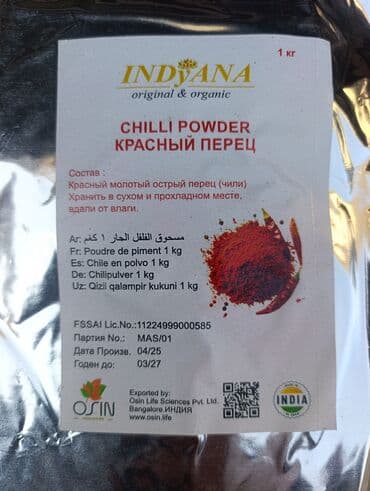 INDyANA
original & organic
1 кг
CHILLI POWDER
КРАСНЫЙ ПЕРЕЦ
Состав :
Красный молотый острый перец (чили)
Хранить в сухом и прохладном месте,
вдали от влаги.
Ar: مسحوق الفلفل الحار ١ كغم
Fr: Poudre de piment 1 kg
Es: Chile en polvo 1 kg
De: Chilipulver 1 kg
Uz: Qizil qalampir kukuni 1 kg
FSSAI Lic.No.: 11224999000585
Партия No.: MAS/01
Дата Произв. 04/25
Годен до: 03/27
OSIN
Exported by:
Osin Life Sciences Pvt. Ltd.
Bangalore.ИНДИЯ
www.osin.life
INDIA